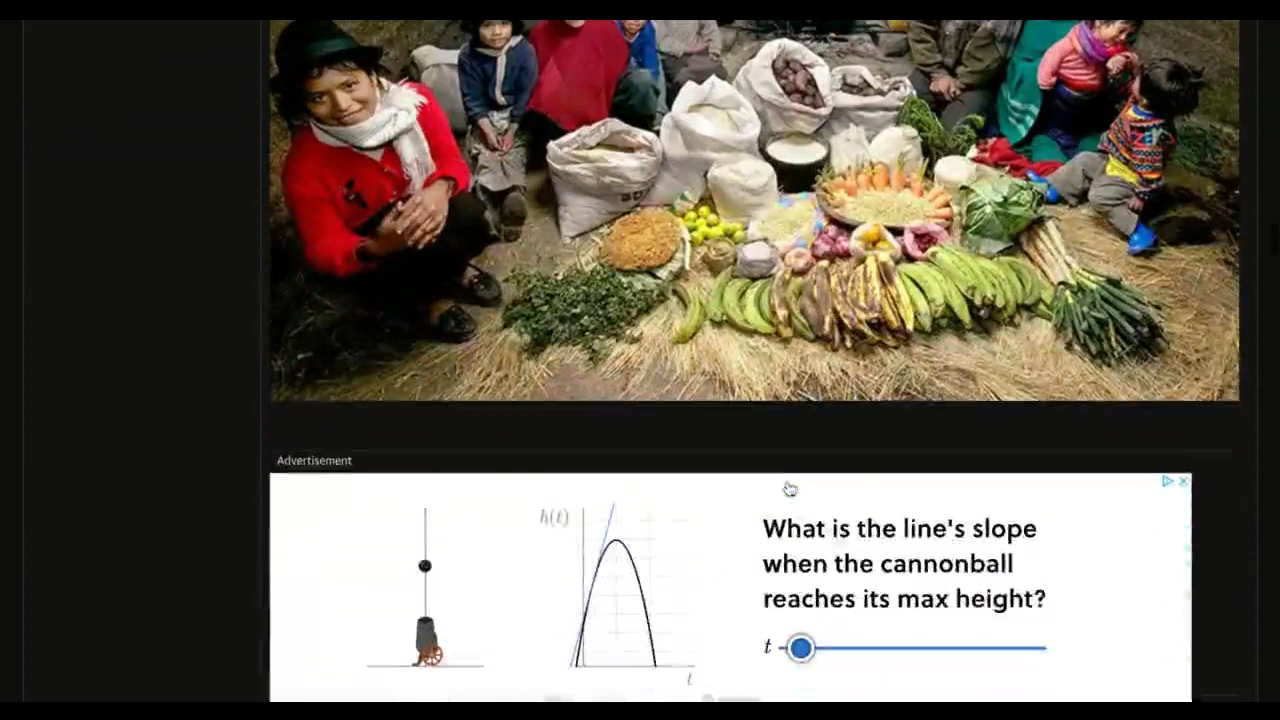 Advertisement
h(t)
What is the line's slope
when the cannonball
reaches its max height?
t
t